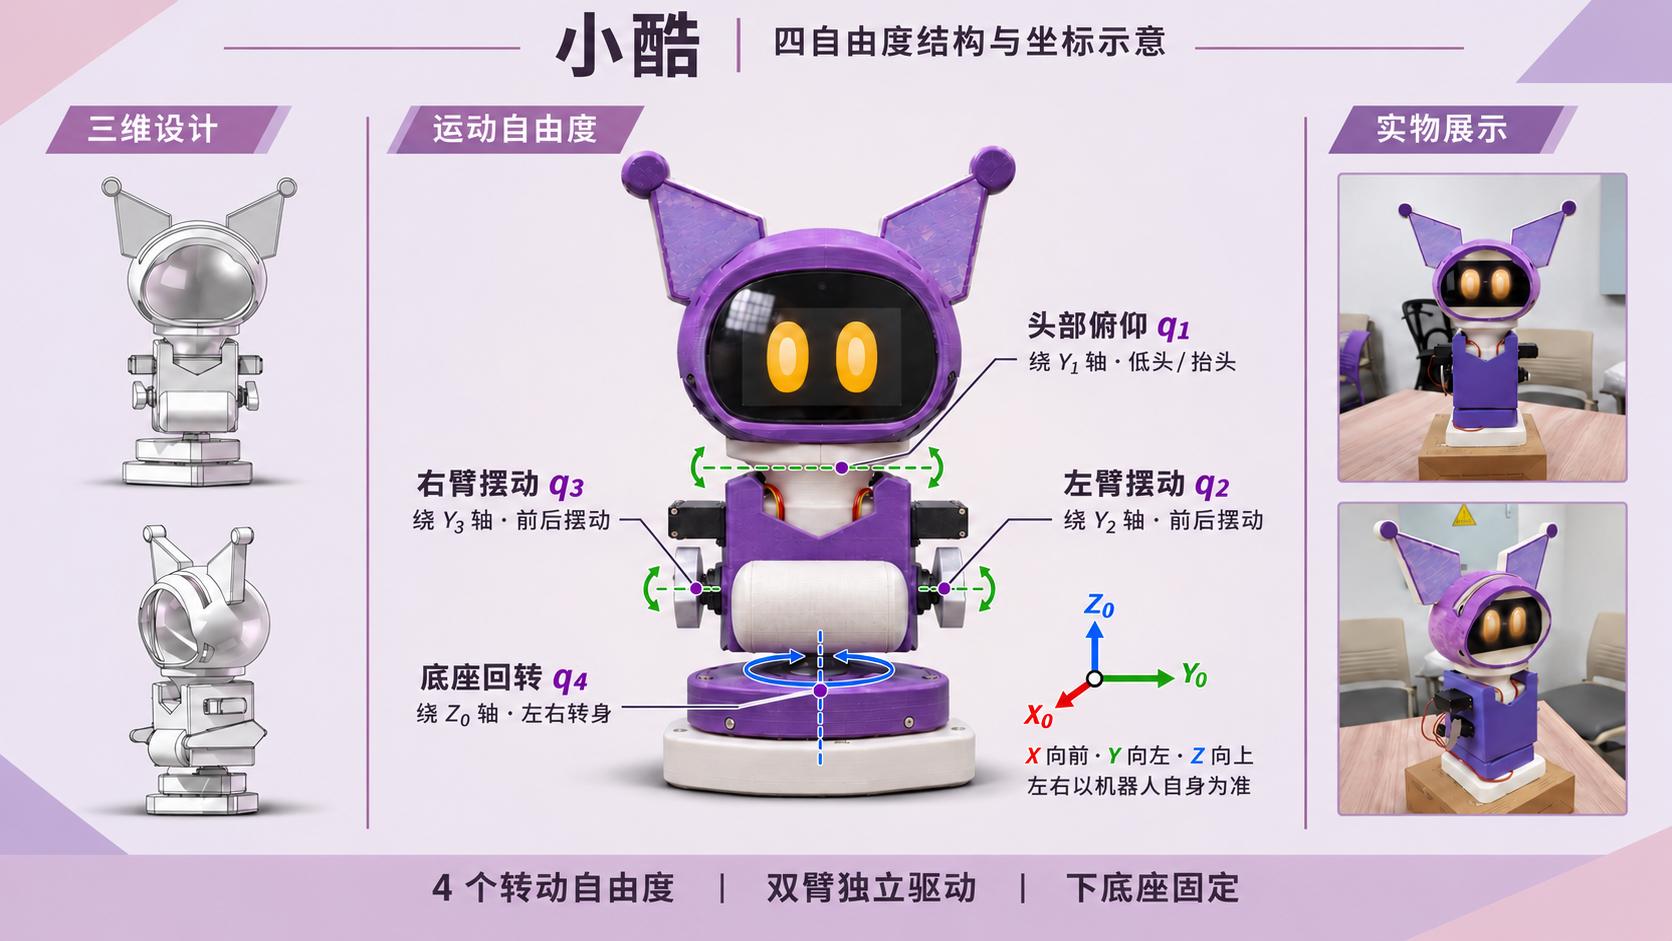 小酷
四自由度结构与坐标示意
三维设计
运动自由度
实物展示
头部俯仰 q1
绕 Y1 轴·低头/抬头
右臂摆动 q3
绕 Y3 轴·前后摆动
左臂摆动 q2
绕 Y2 轴·前后摆动
底座回转 q4
绕 Z0 轴·左右转身
Z0
Y0
X0
X 向前·Y 向左·Z 向上
左右以机器人自身为准
4 个转动自由度 | 双臂独立驱动 | 下底座固定